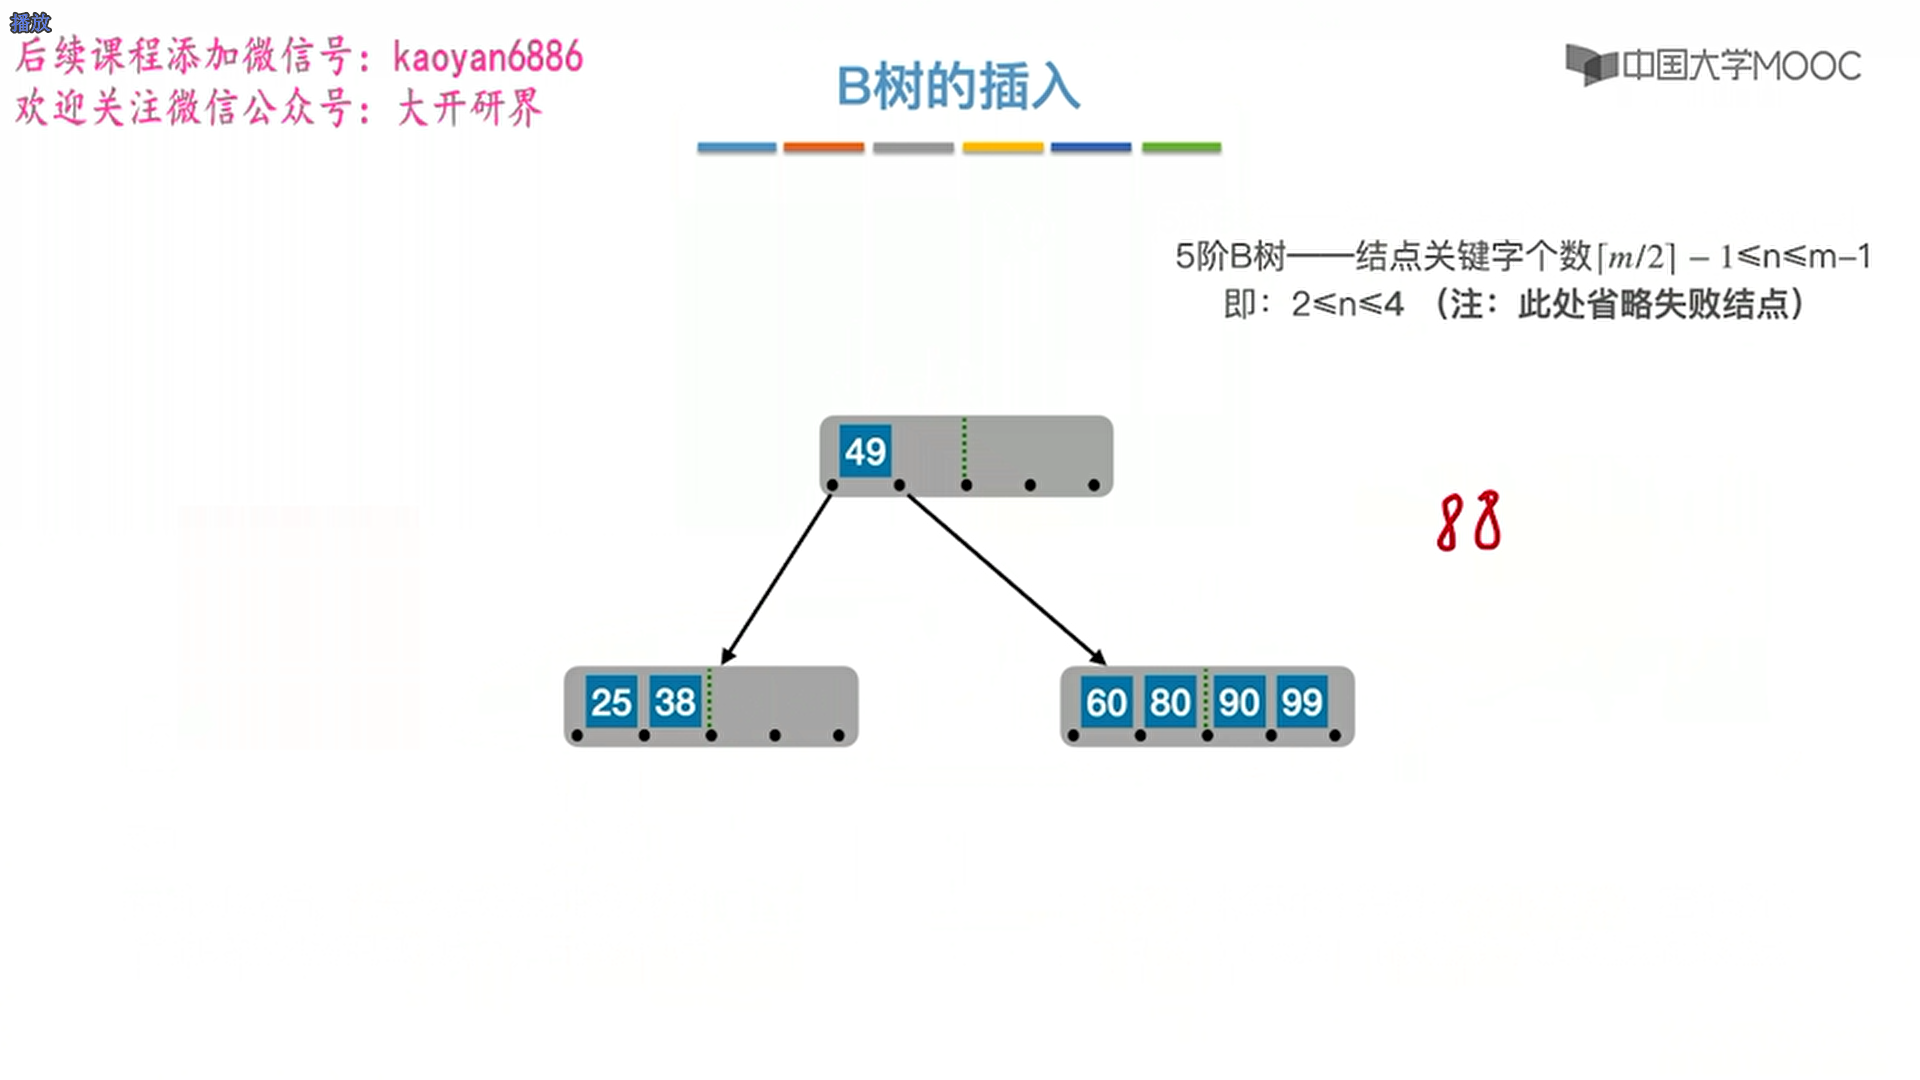 播放
后续课程添加微信号：kaoyan6886
欢迎关注微信公众号：大开研界
B树的插入
中国大学MOOC
5阶B树——结点关键字个数⌈m/2⌉ – 1≤n≤m–1
即：2≤n≤4 （注：此处省略失败结点）
49
88
25 38
60 80 90 99